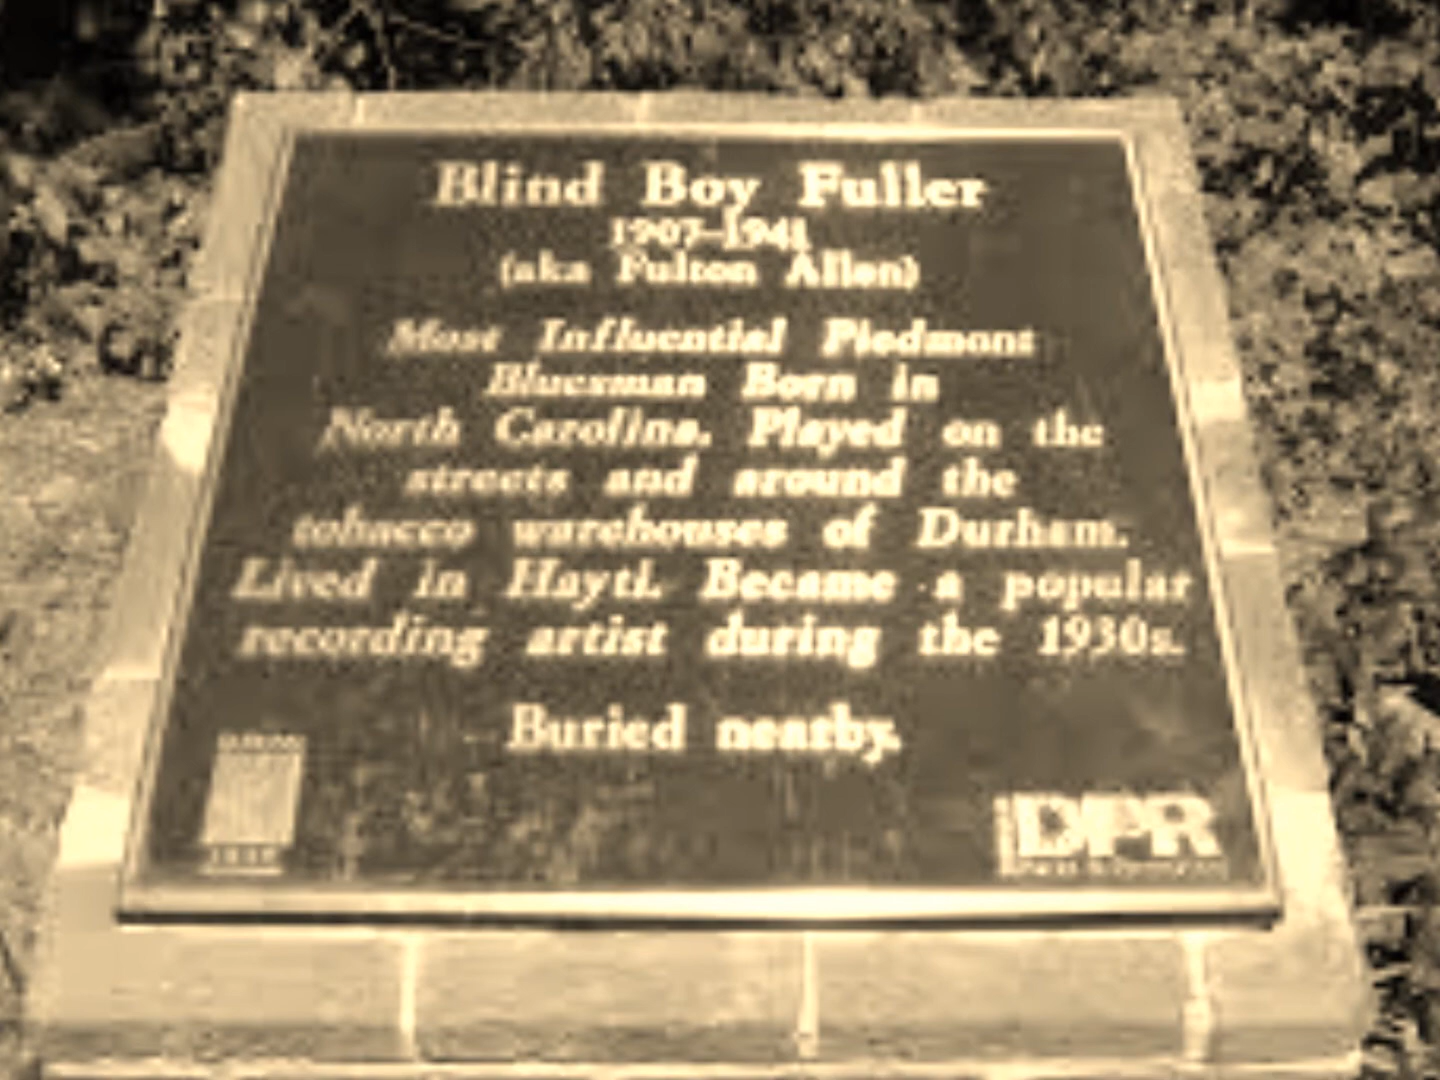 Blind Boy Fuller
1907–1941
(aka Fulton Allen)
Most Influential Piedmont
Bluesman Born in
North Carolina. Played on the
streets and around the
tobacco warehouses of Durham.
Lived in Hayti. Became a popular
recording artist during the 1930s.
Buried nearby.
DPR